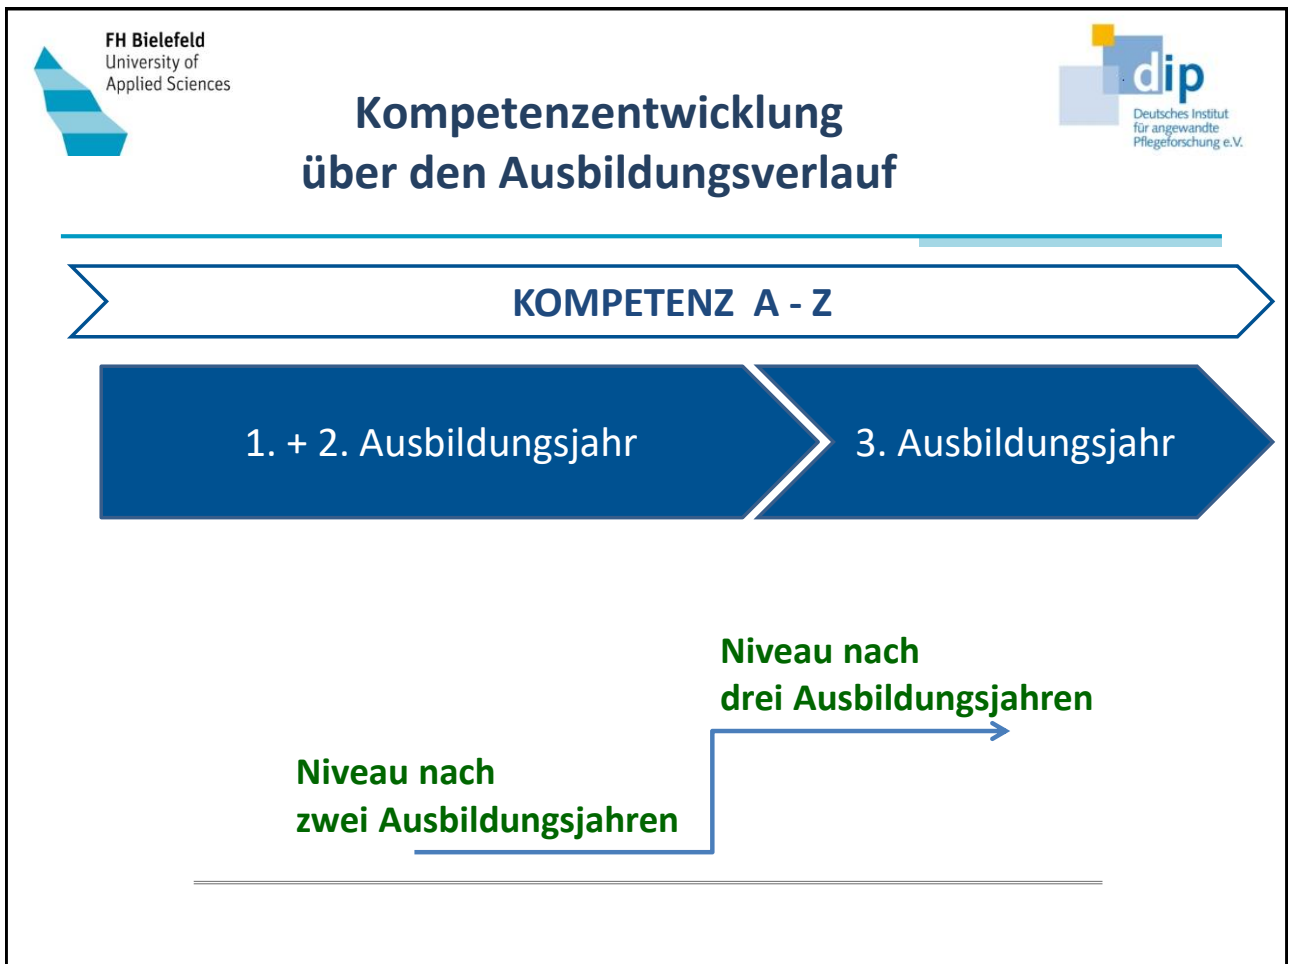 FH Bielefeld
University of
Applied Sciences
dip
Deutsches Institut
für angewandte
Pflegeforschung e.V.
Kompetenzentwicklung
über den Ausbildungsverlauf
KOMPETENZ A - Z
1. + 2. Ausbildungsjahr
3. Ausbildungsjahr
Niveau nach
drei Ausbildungsjahren
Niveau nach
zwei Ausbildungsjahren